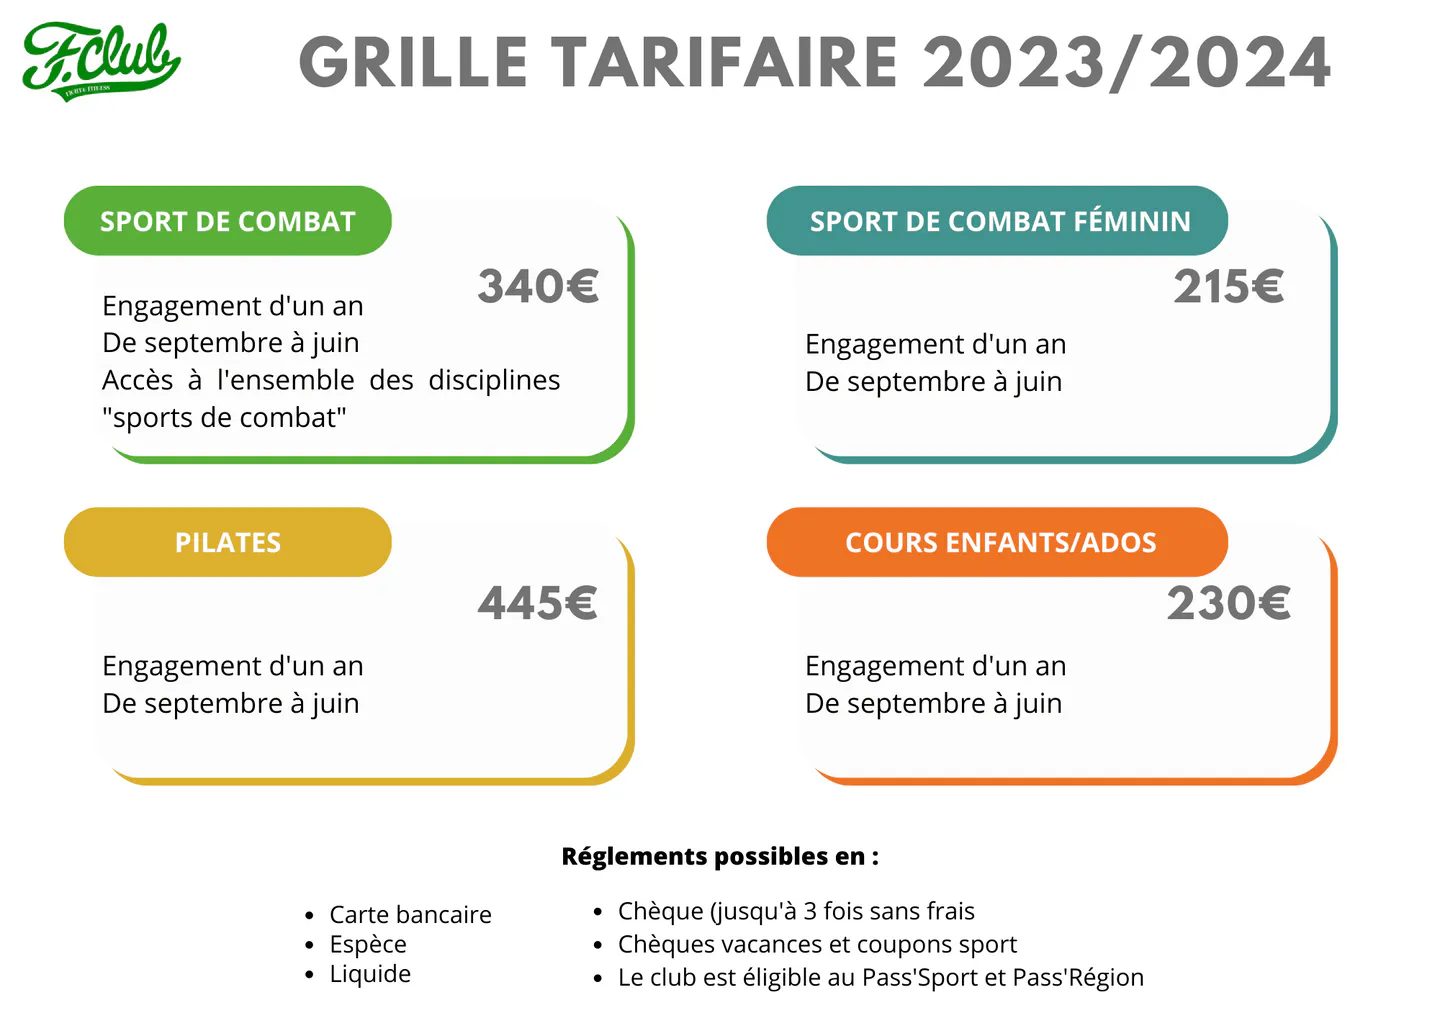 F.Club
GRILLE TARIFAIRE 2023/2024
SPORT DE COMBAT
340€
Engagement d'un an
De septembre à juin
Accès à l'ensemble des disciplines
"sports de combat"
SPORT DE COMBAT FÉMININ
215€
Engagement d'un an
De septembre à juin
PILATES
445€
Engagement d'un an
De septembre à juin
COURS ENFANTS/ADOS
230€
Engagement d'un an
De septembre à juin
Réglements possibles en :
Carte bancaire
Espèce
Liquide
Chèque (jusqu'à 3 fois sans frais
Chèques vacances et coupons sport
Le club est éligible au Pass'Sport et Pass'Région